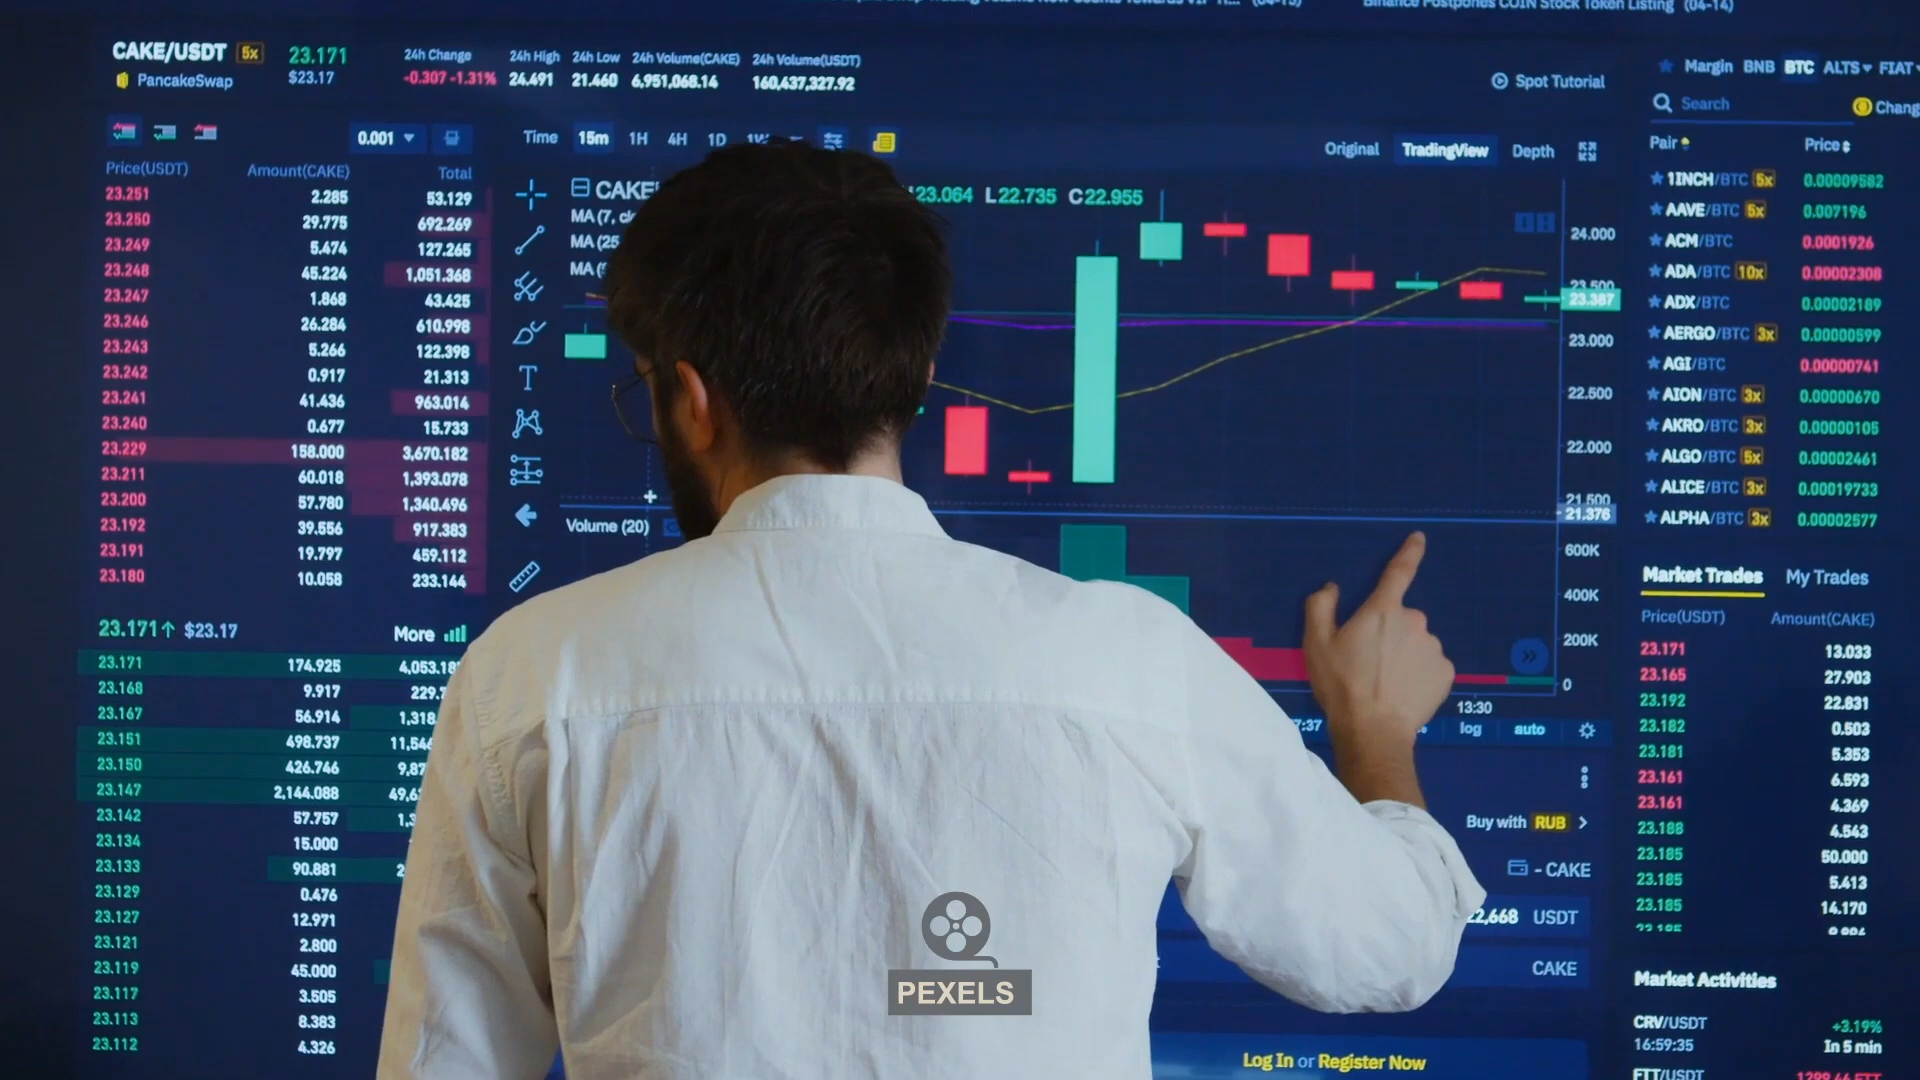 Binance Postpones COIN Stock Token Listing (04-14)
CAKE/USDT 5x 23.171
PancakeSwap $23.17
24h Change 24h High 24h Low 24h Volume(CAKE) 24h Volume(USDT)
-0.307 -1.31% 24.491 21.460 6,951,068.14 160,437,327.92
Spot Tutorial
0.001
Time 15m 1H 4H 1D
Original TradingView Depth
Price(USDT) Amount(CAKE) Total
23.251 2.285 53.129
23.250 29.775 692.269
23.249 5.474 127.265
23.248 45.224 1,051.368
23.247 1.868 43.425
23.246 26.284 610.998
23.243 5.266 122.398
23.242 0.917 21.313
23.241 41.436 963.014
23.240 0.677 15.733
23.229 158.000 3,670.182
23.211 60.018 1,393.078
23.200 57.780 1,340.496
23.192 39.556 917.383
23.191 19.797 459.112
23.180 10.058 233.144
23.171↑ $23.17 More
23.171 174.925
23.168 9.917
23.167 56.914
23.151 498.737
23.150 426.746
23.147 2,144.088
23.142 57.757
23.134 15.000
23.133 90.881
23.129 0.476
23.127 12.971
23.121 2.800
23.119 45.000
23.117 3.505
23.113 8.383
23.112 4.326
23.064 L22.735 C22.955
MA (7,
MA (25
Volume (20)
24.000
23.500
23.387
23.000
22.500
22.000
21.500
21.376
600K
400K
200K
0
13:30
log auto
Buy with RUB
- CAKE
USDT
CAKE
Log In or Register Now
Margin BNB BTC ALTS FIAT
Search
Pair Price
1INCH/BTC 5x 0.00009582
AAVE/BTC 5x 0.007196
ACM/BTC 0.0001926
ADA/BTC 10x 0.00002308
ADX/BTC 0.00002189
AERGO/BTC 3x 0.00000599
AGI/BTC 0.00000741
AION/BTC 3x 0.00000670
AKRO/BTC 3x 0.00000105
ALGO/BTC 5x 0.00002461
ALICE/BTC 3x 0.00019733
ALPHA/BTC 3x 0.00002577
Market Trades My Trades
Price(USDT) Amount(CAKE)
23.171 13.033
23.165 27.903
23.192 22.831
23.182 0.503
23.181 5.353
23.161 6.593
23.161 4.369
23.188 4.543
23.185 50.000
23.185 5.413
23.185 14.170
Market Activities
CRV/USDT +3.19%
16:59:35 In 5 min
FTT/USDT
PEXELS